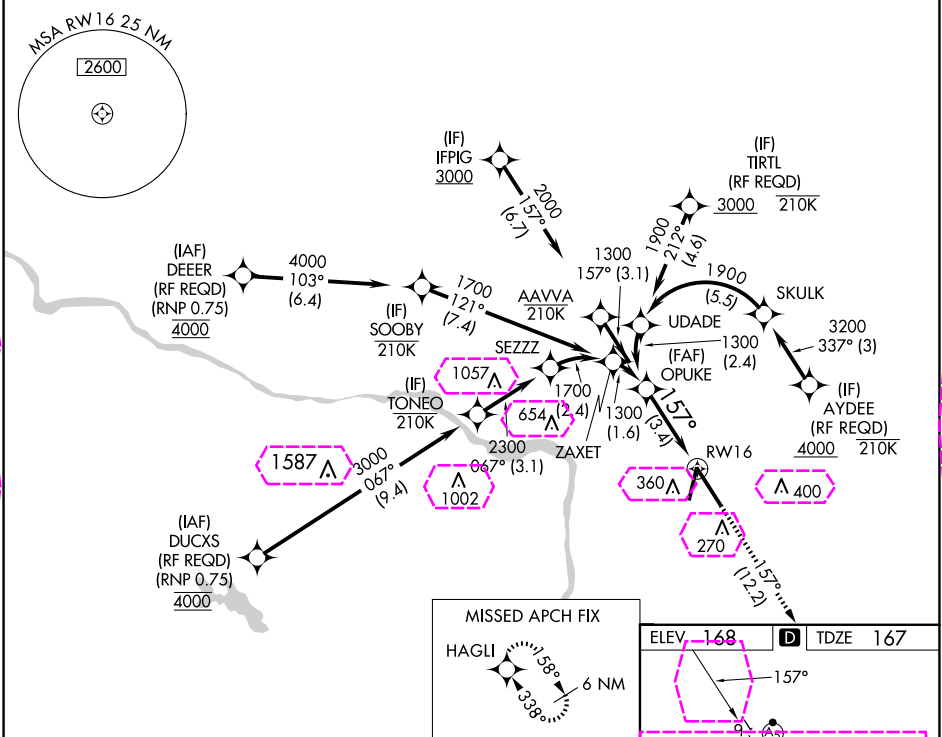 MSA RW16 25 NM
2600
(IF)
IFPIG
3000
2000
157°
(6.7)
(IF)
TIRTL
(RF REQD)
3000 210K
1900
212°
(4.6)
(IAF)
DEEER
(RF REQD)
(RNP 0.75)
4000
4000
103°
(6.4)
(IF)
SOOBY
210K
1700
121°
(7.4)
1300
157° (3.1)
AAVVA
210K
1900
(5.5)
SKULK
UDADE
1300
(2.4)
3200
337° (3)
(IF)
AYDEE
(RF REQD)
4000 210K
SEZZZ
(FAF)
OPUKE
1057
(IF)
TONEO
210K
1700
(2.4)
654
ZAXET
1300
(1.6)
157°
(3.4)
2300
067° (3.1)
RW16
1587
3000
067°
(9.4)
1002
360
400
270
157°
(12.2)
(IAF)
DUCXS
(RF REQD)
(RNP 0.75)
4000
MISSED APCH FIX
HAGLI
158°
338°
6 NM
ELEV 168 D TDZE 167
157°